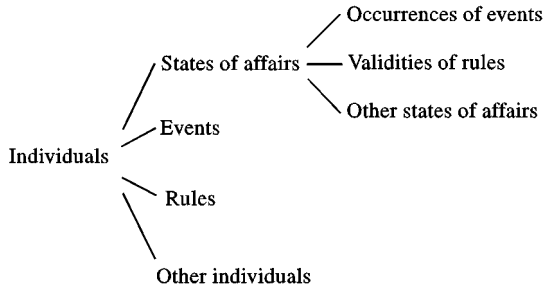 Occurrences of events
States of affairs
Validities of rules
Other states of affairs
Events
Individuals
Rules
Other individuals